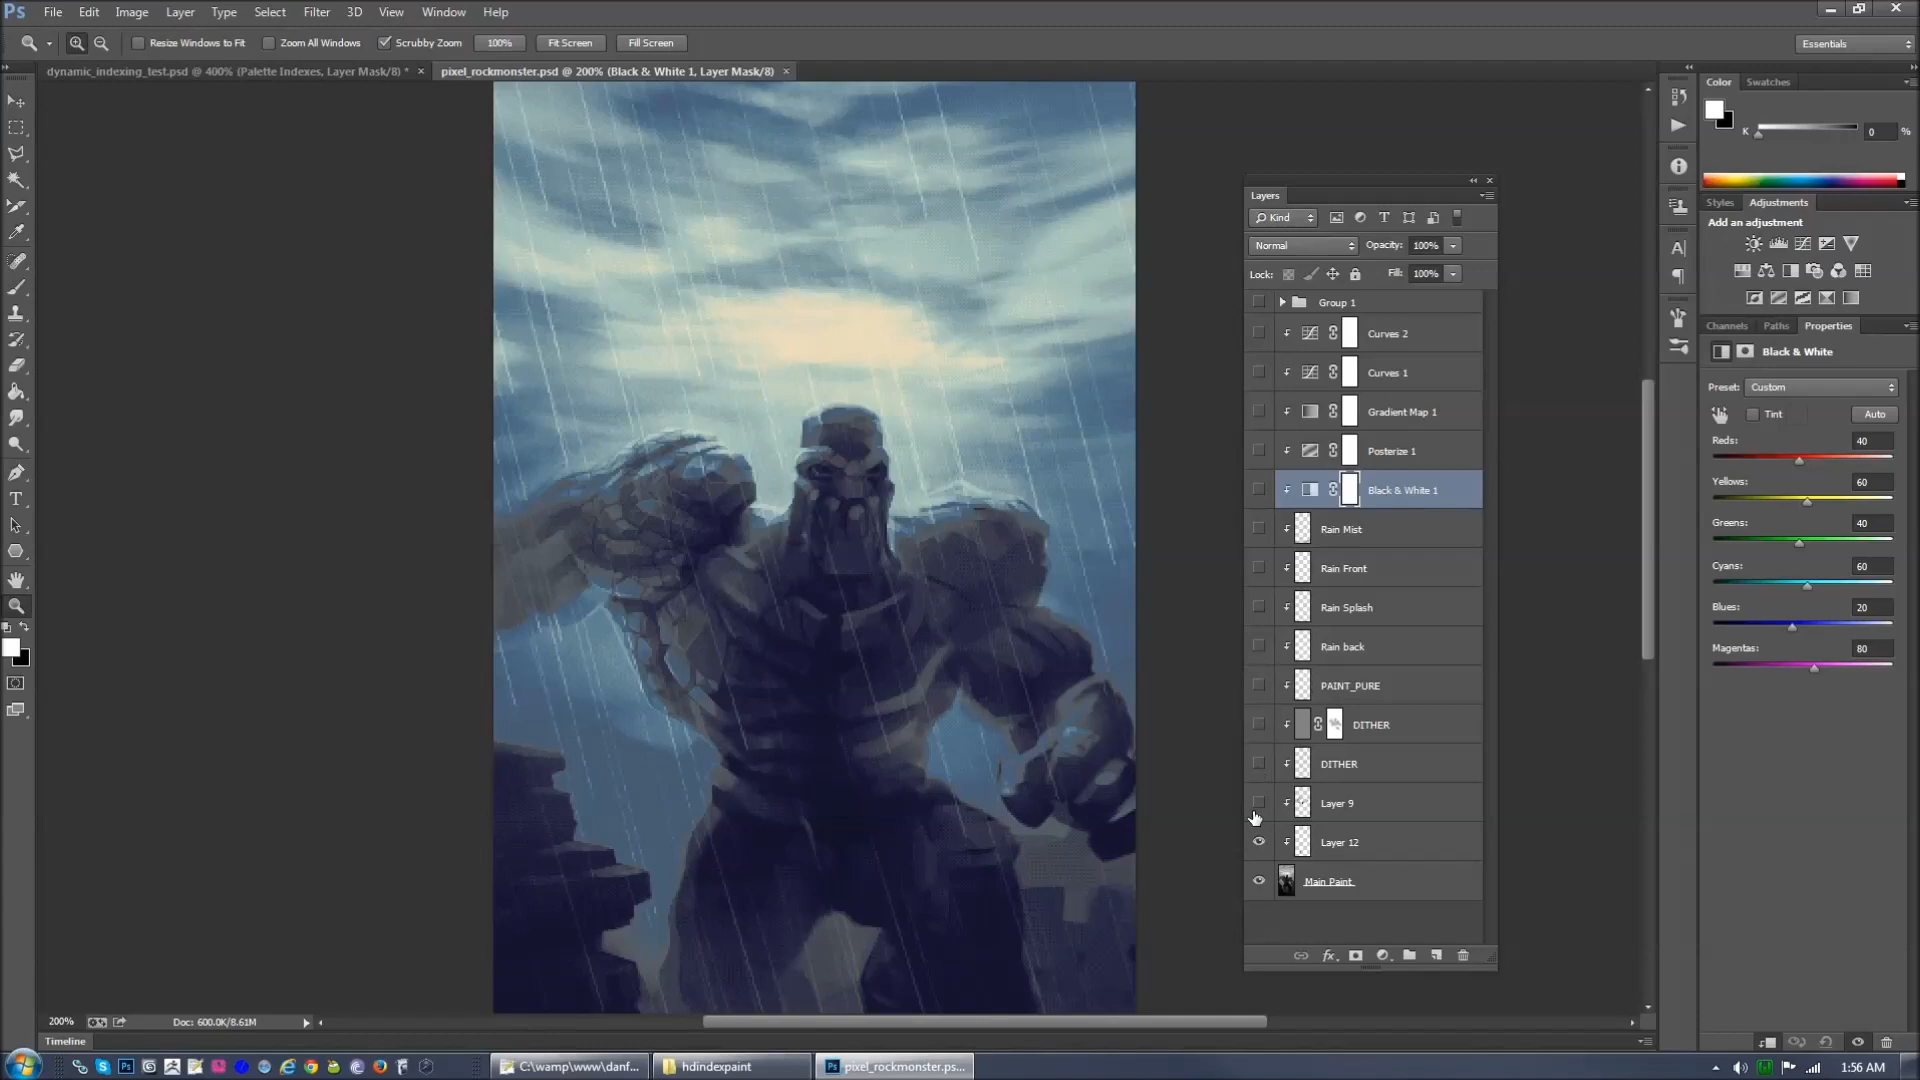 Ps File Edit Image Layer Type Select Filter 3D View Window Help
Resize Windows to Fit Zoom All Windows Scrubby Zoom 100% Fit Screen Fill Screen Essentials
dynamic_indexing_test.psd @ 400% (Palette Indexes, Layer Mask/8) * × pixel_rockmonster.psd @ 200% (Black & White 1, Layer Mask/8) ×
Color Swatches
K 0 %
Layers
Kind
Normal Opacity: 100%
Lock: Fill: 100%
Group 1
Curves 2
Curves 1
Gradient Map 1
Posterize 1
Black & White 1
Rain Mist
Rain Front
Rain Splash
Rain back
PAINT_PURE
DITHER
DITHER
Layer 9
Layer 12
Main Paint
fx
Styles Adjustments
Add an adjustment
Channels Paths Properties
Black & White
Preset: Custom
Tint Auto
Reds: 40
Yellows: 60
Greens: 40
Cyans: 60
Blues: 20
Magentas: 80
200% Doc: 600.0K/8.61M
Timeline
C:\wamp\www\danf... hdindexpaint pixel_rockmonster.ps... 1:56 AM